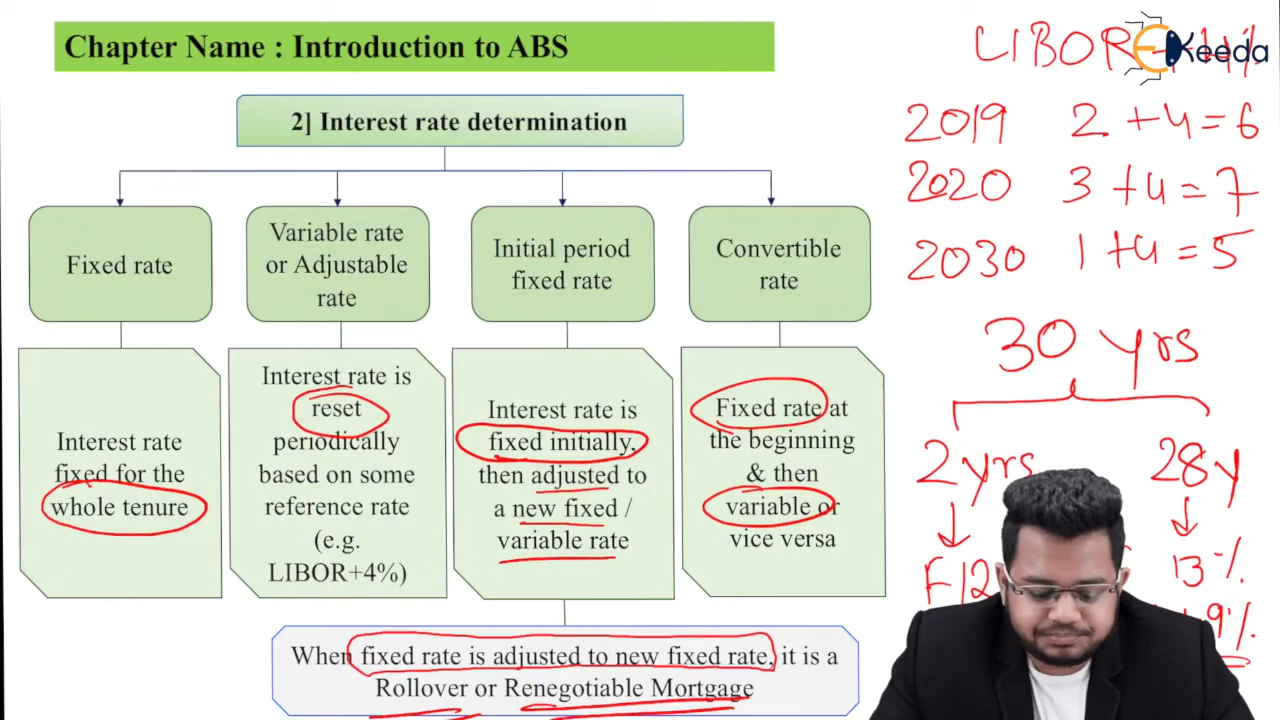 Chapter Name : Introduction to ABS
2] Interest rate determination
Fixed rate
Variable rate
or Adjustable
rate
Initial period
fixed rate
Convertible
rate
Interest rate
fixed for the
whole tenure
Interest rate is
reset
periodically
based on some
reference rate
(e.g.
LIBOR+4%)
Interest rate is
fixed initially,
then adjusted to
a new fixed /
variable rate
Fixed rate at
the beginning
& then
variable or
vice versa
When fixed rate is adjusted to new fixed rate, it is a
Rollover or Renegotiable Mortgage
LIBOR
Keeda
2019 2 +4=6
2020 3 +4=7
2030 1 +4=5
30 yrs
2 yrs 28 y
F12 13%
9%